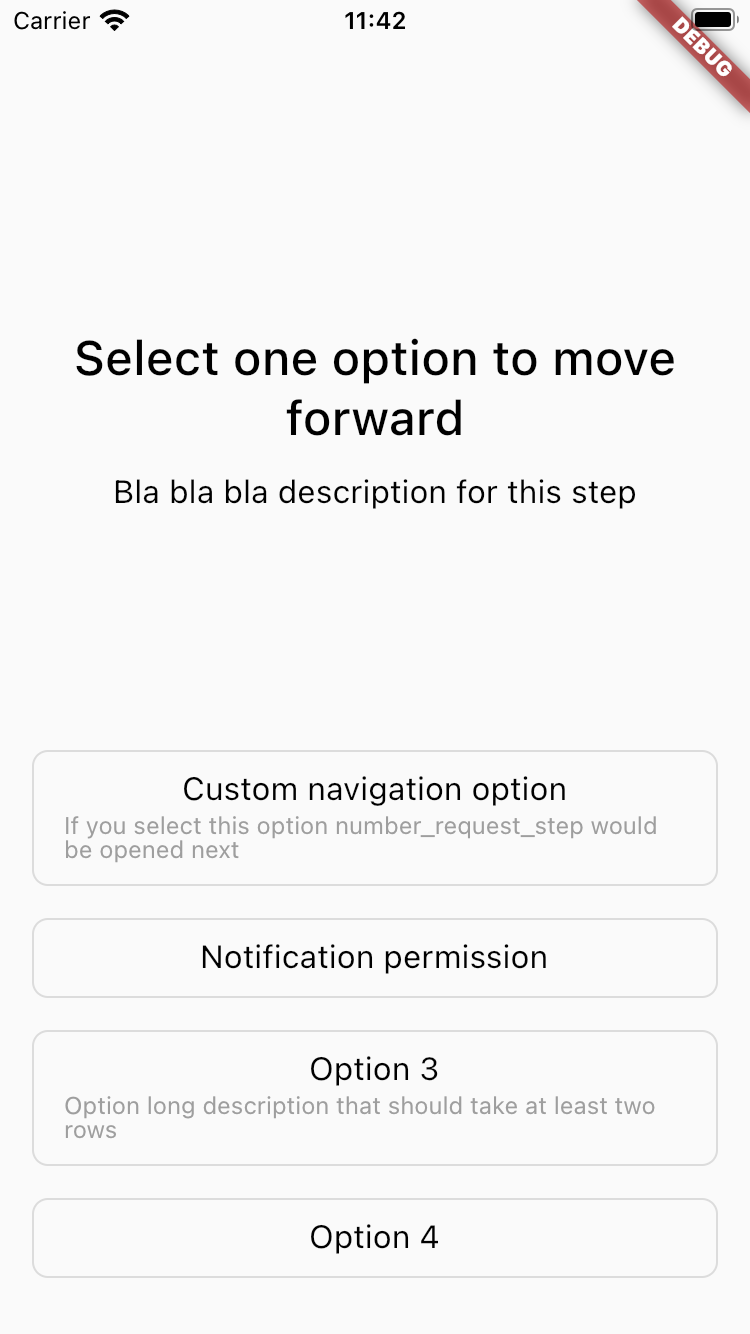 Carrier
11:42
DEBUG
Select one option to move
forward
Bla bla bla description for this step
Custom navigation option
If you select this option number_request_step would
be opened next
Notification permission
Option 3
Option long description that should take at least two
rows
Option 4